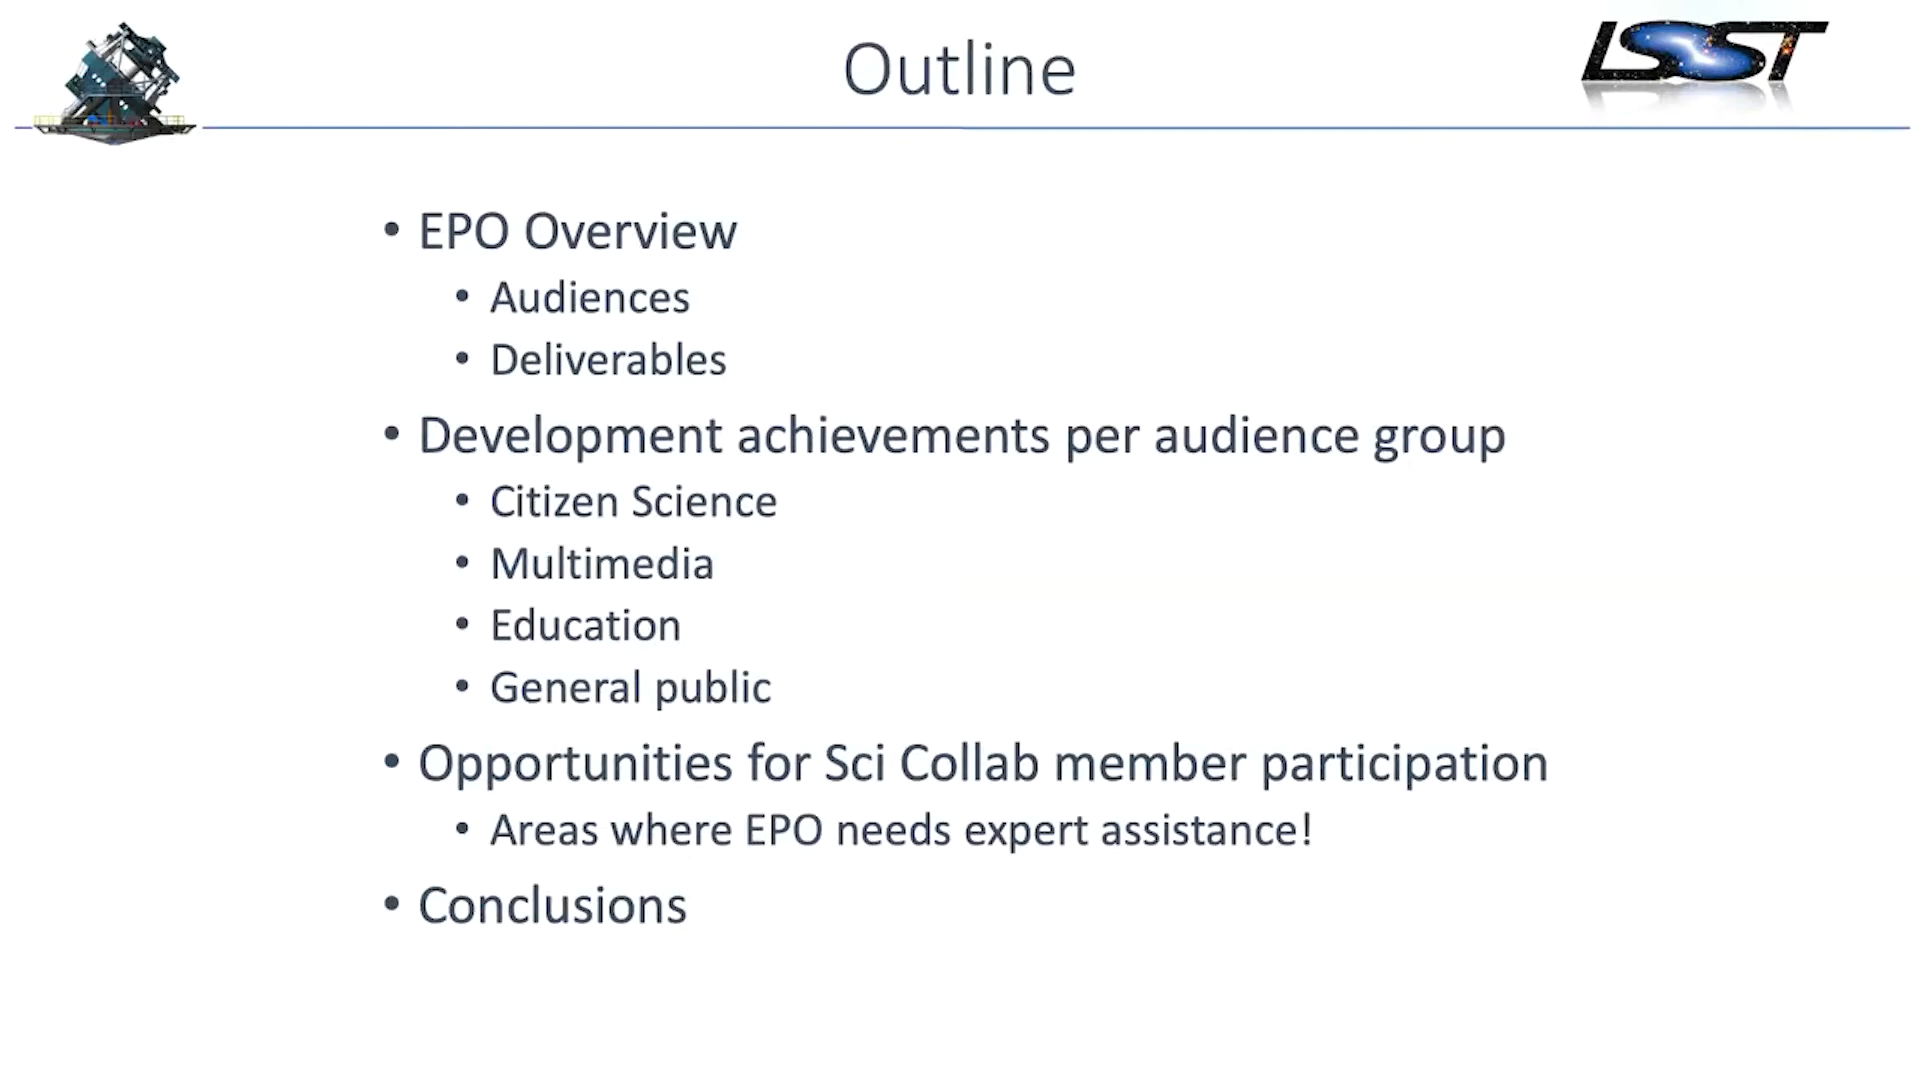 Outline
LSST
• EPO Overview
• Audiences
• Deliverables
• Development achievements per audience group
• Citizen Science
• Multimedia
• Education
• General public
• Opportunities for Sci Collab member participation
• Areas where EPO needs expert assistance!
• Conclusions